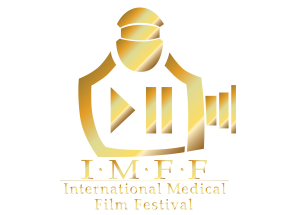 I·M·F·F
International Medical
Film Festival